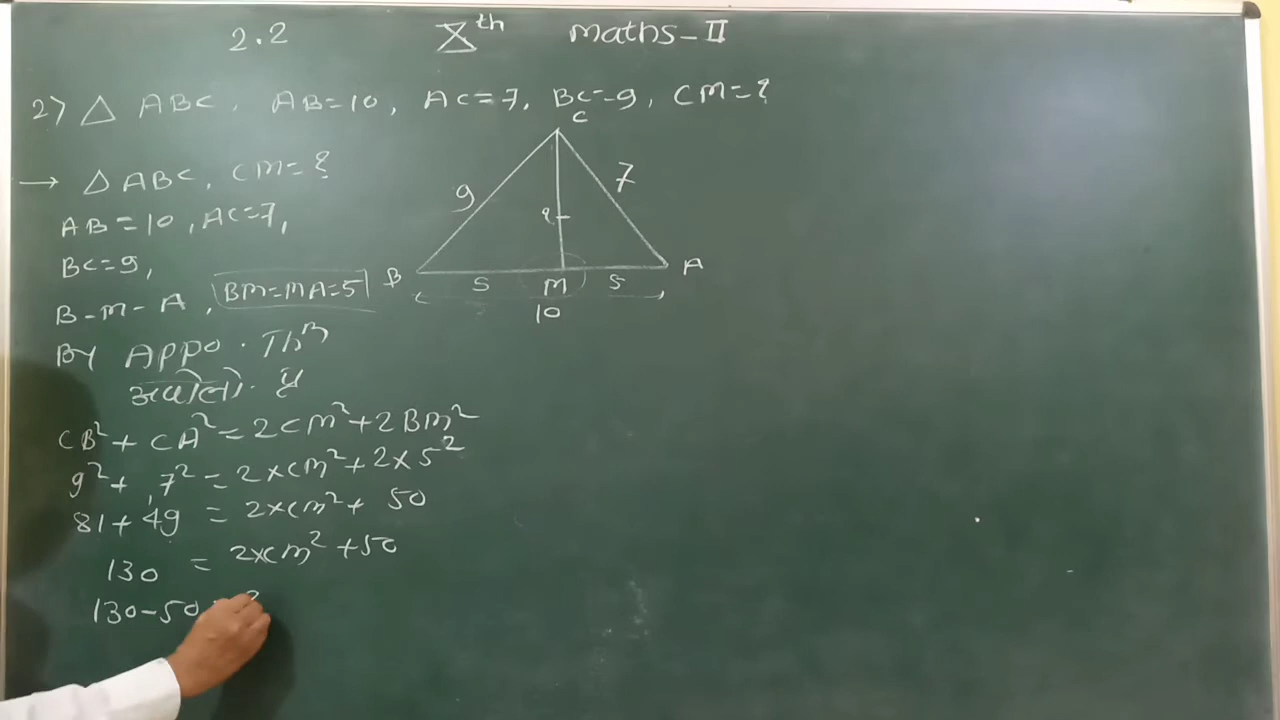 2.2 Xth maths-II
2) △ ABC, AB=10, AC=7, BC=9, CM=?
→ △ABC, CM=?
AB=10, AC=7,
BC=9,
B-M-A, BM=MA=5
By Appo. Thm
CB²+CA²=2CM²+2BM²
9²+7²=2×CM²+2×5²
81+49=2×CM²+50
130=2×CM²+50
130-50=
C
9
7
?
B
A
5
M
5
10